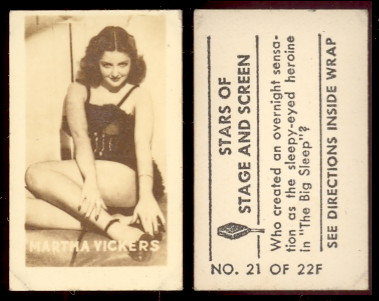 MARTHA VICKERS
STARS OF
STAGE AND SCREEN
Who created an overnight sensa-
tion as the sleepy-eyed heroine
in "The Big Sleep"?
SEE DIRECTIONS INSIDE WRAP
NO. 21 OF 22F